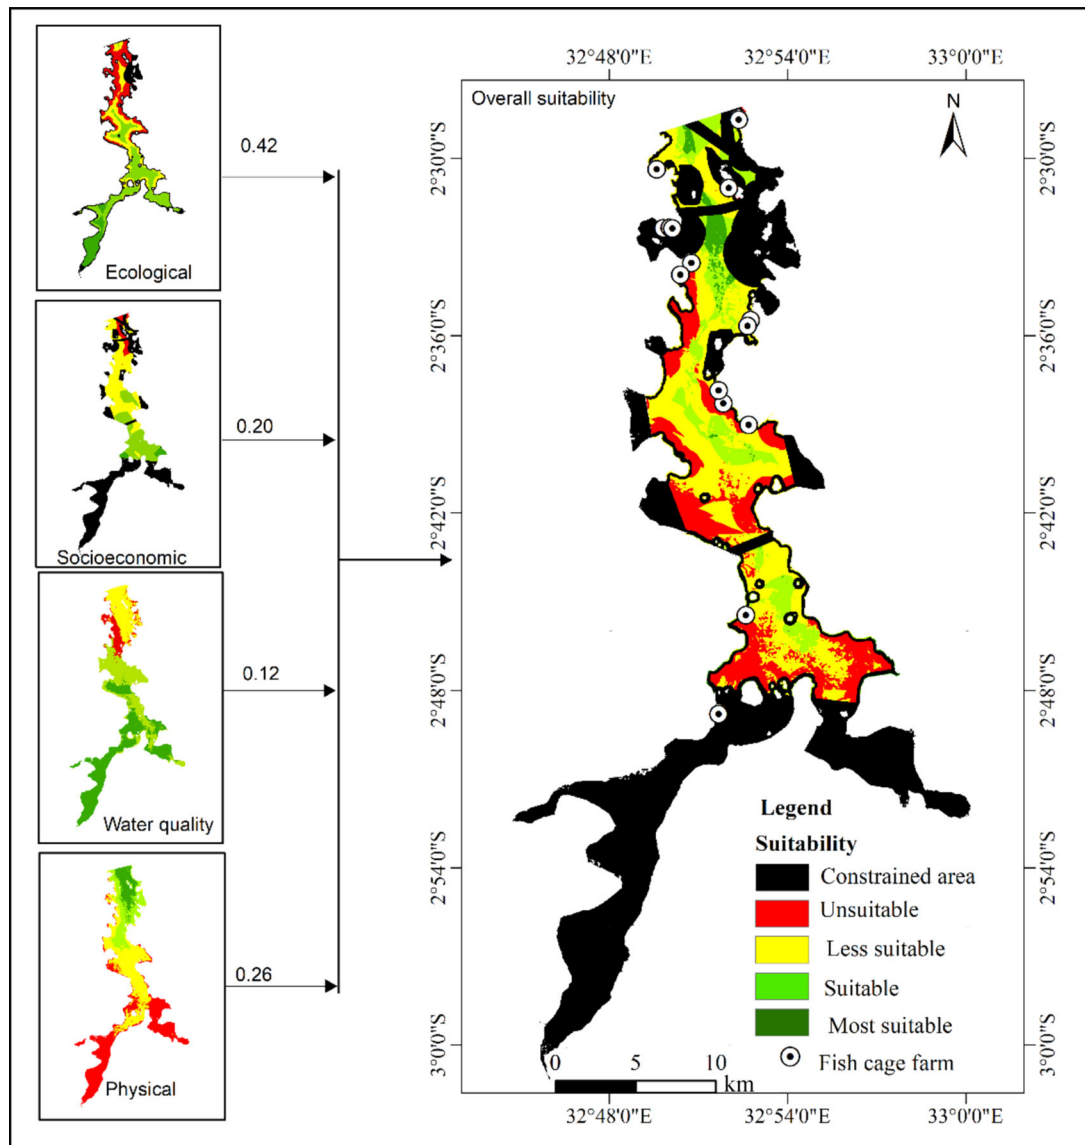 Ecological
0.42
Socioeconomic
0.20
Water quality
0.12
Physical
0.26
32°48'0"E
32°54'0"E
33°0'0"E
Overall suitability
N
2°30'0"S
2°30'0"S
2°36'0"S
2°36'0"S
2°42'0"S
2°42'0"S
2°48'0"S
2°48'0"S
2°54'0"S
2°54'0"S
3°0'0"S
3°0'0"S
Legend
Suitability
Constrained area
Unsuitable
Less suitable
Suitable
Most suitable
Fish cage farm
0 5 10
km
32°48'0"E
32°54'0"E
33°0'0"E